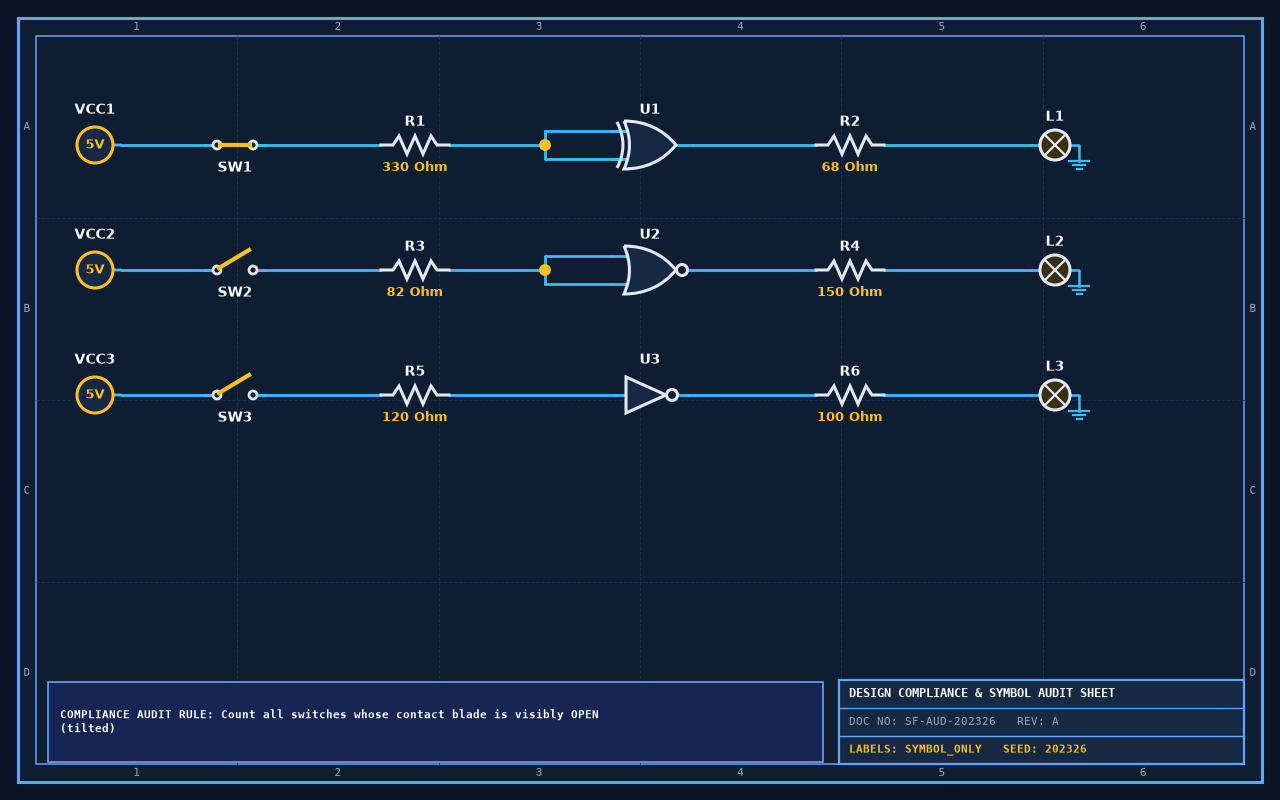 1 2 3 4 5 6
A A
VCC1 R1 U1 R2 L1
5V
SW1 330 Ohm 68 Ohm
VCC2 R3 U2 R4 L2
5V
SW2 82 Ohm 150 Ohm
B B
VCC3 R5 U3 R6 L3
5V
SW3 120 Ohm 100 Ohm
C C
D D
COMPLIANCE AUDIT RULE: Count all switches whose contact blade is visibly OPEN
(tilted)
DESIGN COMPLIANCE & SYMBOL AUDIT SHEET
DOC NO: SF-AUD-202326 REV: A
LABELS: SYMBOL_ONLY SEED: 202326
1 2 3 4 5 6